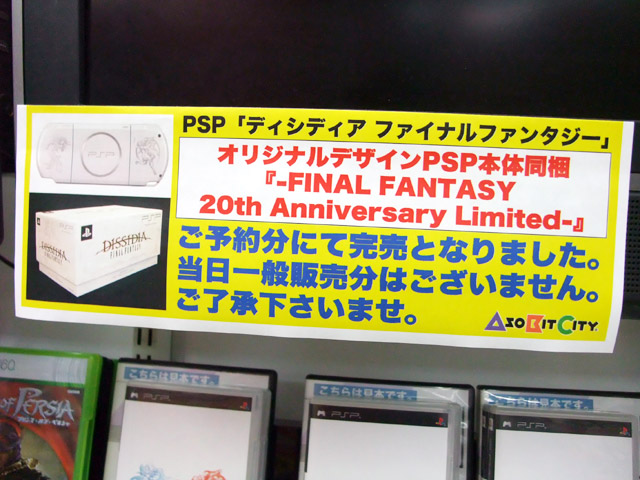 PSP「ディシディア ファイナルファンタジー」
オリジナルデザインPSP本体同梱
『-FINAL FANTASY
20th Anniversary Limited-』
ご予約分にて完売となりました。
当日一般販売分はございません。
ご了承下さいませ。
ASOBITCITY
PSP
DISSIDIA
FINAL FANTASY
OF PERSIA
こちらは見本です。
こちらは見本です。
こちらは見本です。
PSP
PSP
PSP